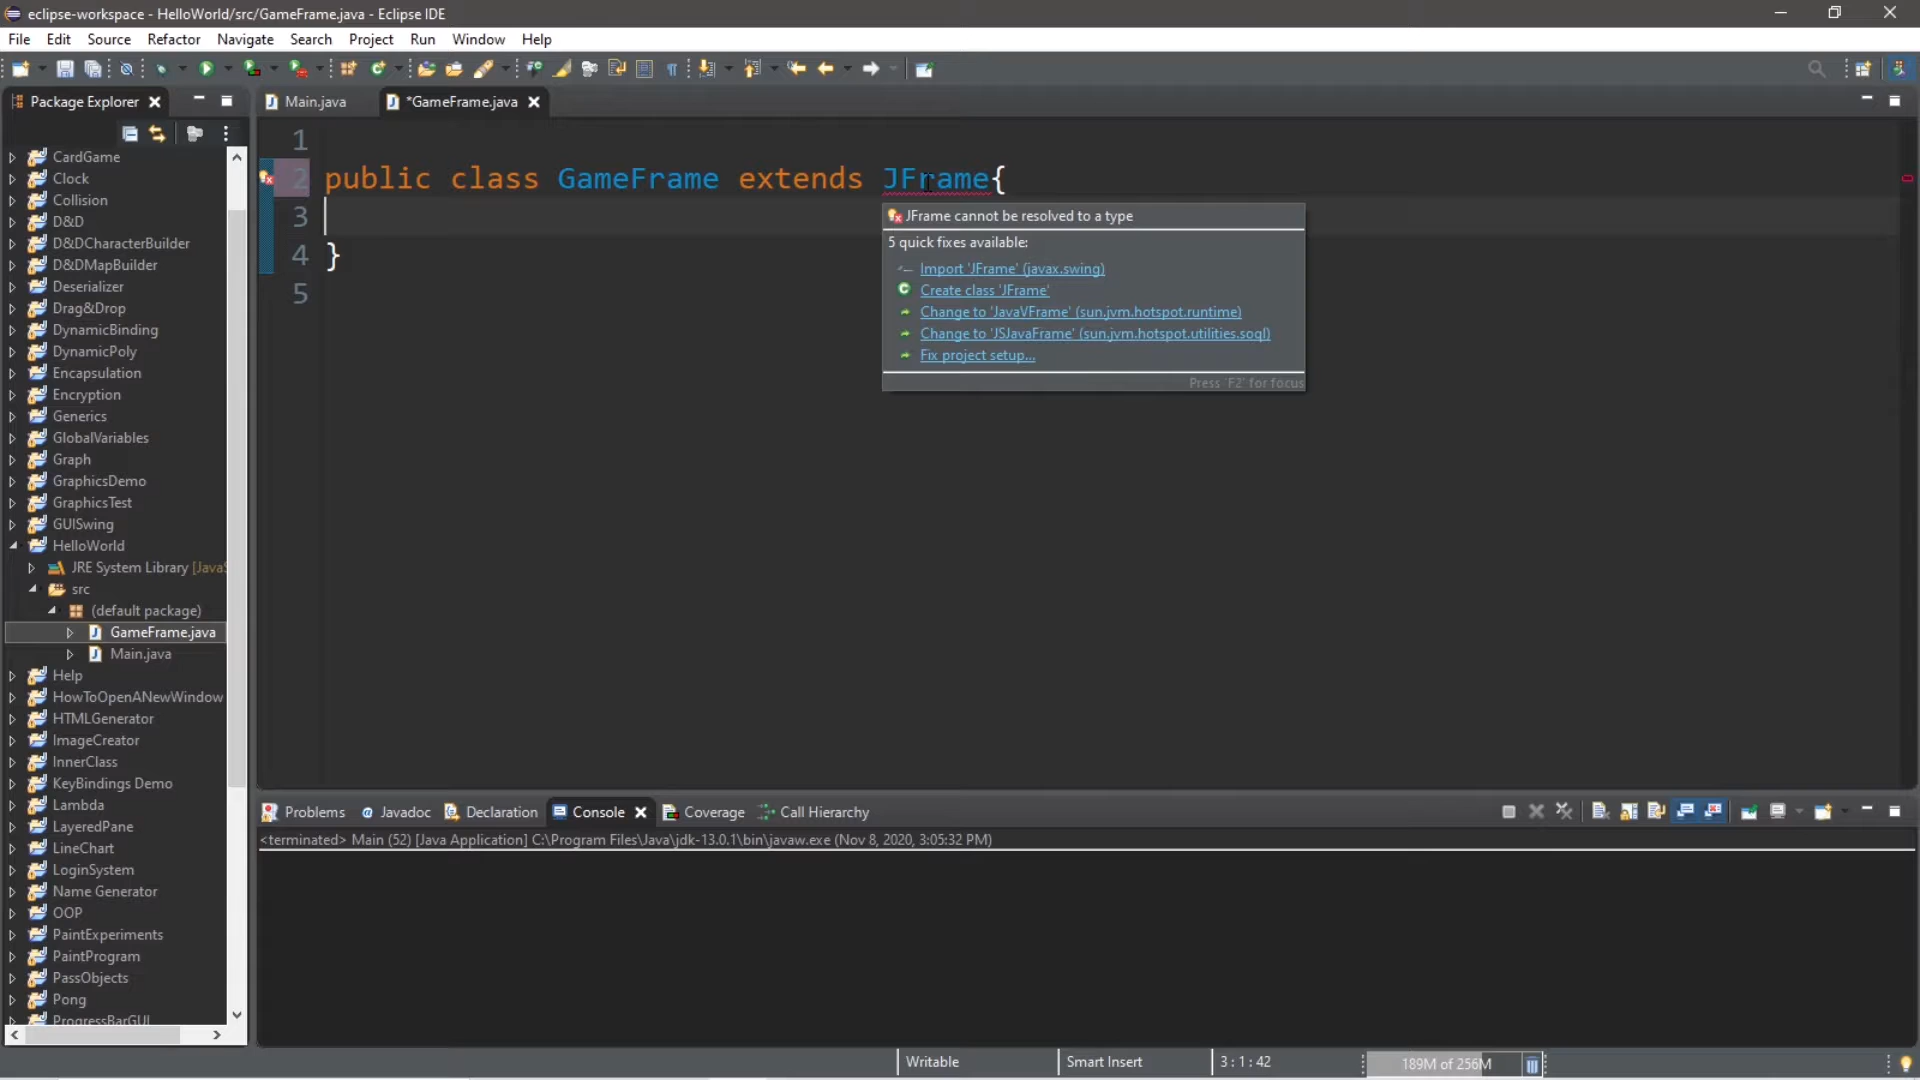 eclipse-workspace - HelloWorld/src/GameFrame.java - Eclipse IDE
File Edit Source Refactor Navigate Search Project Run Window Help
Package Explorer
Main.java *GameFrame.java
CardGame
Clock
Collision
D&D
D&DCharacterBuilder
D&DMapBuilder
Deserializer
Drag&Drop
DynamicBinding
DynamicPoly
Encapsulation
Encryption
Generics
GlobalVariables
Graph
GraphicsDemo
GraphicsTest
GUISwing
HelloWorld
JRE System Library [JavaS
src
(default package)
GameFrame.java
Main.java
Help
HowToOpenANewWindow
HTMLGenerator
ImageCreator
InnerClass
KeyBindings Demo
Lambda
LayeredPane
LineChart
LoginSystem
Name Generator
OOP
PaintExperiments
PaintProgram
PassObjects
Pong
ProgressBarGUI
1
2 public class GameFrame extends JFrame{
3
4 }
5
JFrame cannot be resolved to a type
5 quick fixes available:
Import 'JFrame' (javax.swing)
Create class 'JFrame'
Change to 'JavaVFrame' (sun.jvm.hotspot.runtime)
Change to 'JSJavaFrame' (sun.jvm.hotspot.utilities.soql)
Fix project setup...
Press 'F2' for focus
Problems Javadoc Declaration Console Coverage Call Hierarchy
<terminated> Main (52) [Java Application] C:\Program Files\Java\jdk-13.0.1\bin\javaw.exe (Nov 8, 2020, 3:05:32 PM)
Writable Smart Insert 3 : 1 : 42 189M of 256M